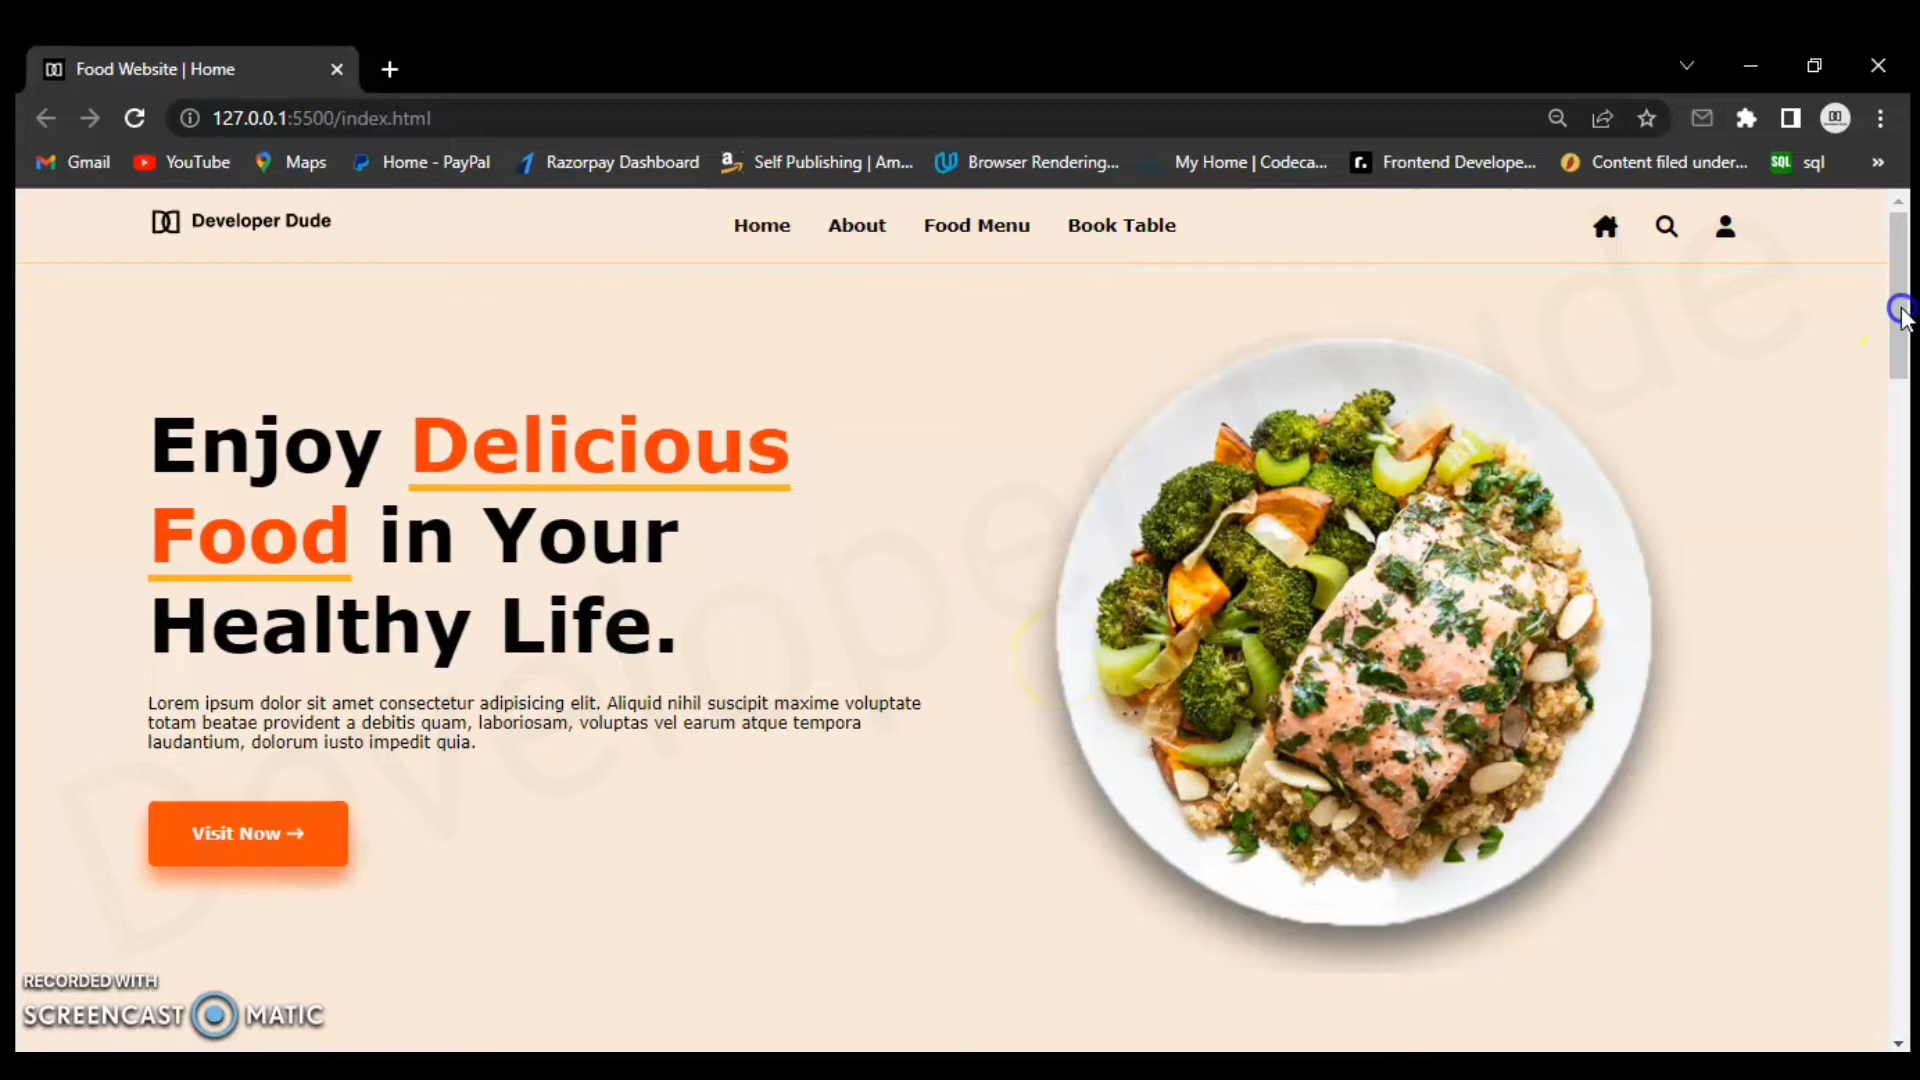 Food Website | Home
127.0.0.1:5500/index.html
Gmail
YouTube
Maps
Home - PayPal
Razorpay Dashboard
Self Publishing | Am...
Browser Rendering...
My Home | Codeca...
Frontend Develope...
Content filed under...
SQL sql
»
Developer Dude
Home
About
Food Menu
Book Table
Enjoy Delicious
Food in Your
Healthy Life.
Lorem ipsum dolor sit amet consectetur adipisicing elit. Aliquid nihil suscipit maxime voluptate
totam beatae provident a debitis quam, laboriosam, voluptas vel earum atque tempora
laudantium, dolorum iusto impedit quia.
Visit Now →
Developer Dude
RECORDED WITH
SCREENCAST MATIC